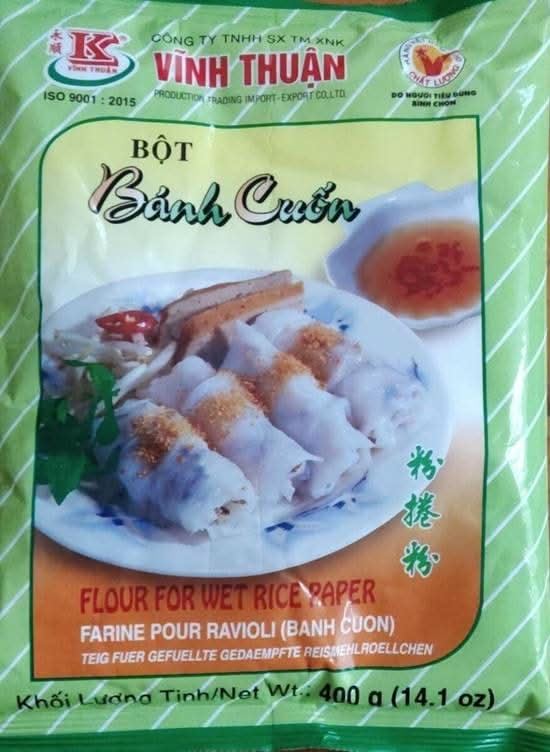 永順
K
VĨNH THUẬN
ISO 9001 : 2015
CÔNG TY TNHH SX TM XNK
VĨNH THUẬN
PRODUCTION TRADING IMPORT-EXPORT CO.,LTD.
CHẤT LƯỢNG
DO NGƯỜI TIÊU DÙNG
BÌNH CHỌN
BỘT
Bánh Cuốn
粉捲粉
FLOUR FOR WET RICE PAPER
FARINE POUR RAVIOLI (BANH CUON)
TEIG FUER GEFUELLTE GEDAEMPFTE REISMEHLROELLCHEN
Khối Lượng Tịnh/Net Wt.: 400 g (14.1 oz)